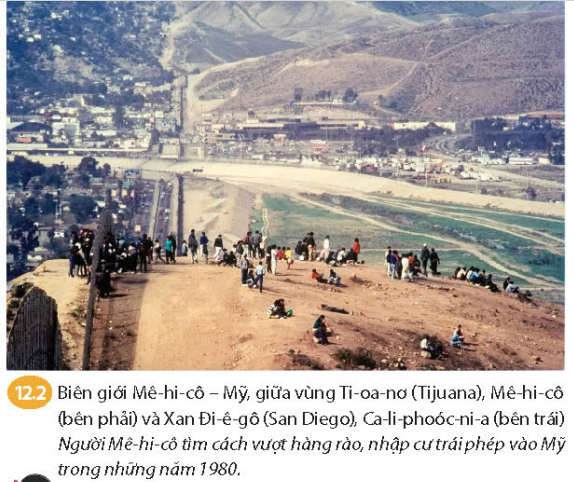 12.2 Biên giới Mê-hi-cô – Mỹ, giữa vùng Ti-oa-na (Tijuana), Mê-hi-cô
(bên phải) và Xan Đi-ê-gô (San Diego), Ca-li-phoóc-ni-a (bên trái)
Người Mê-hi-cô tìm cách vượt hàng rào, nhập cư trái phép vào Mỹ
trong những năm 1980.